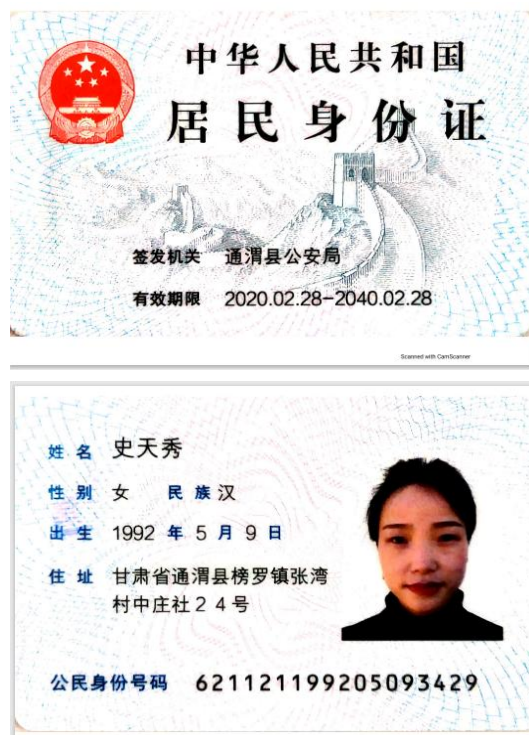 中华人民共和国
居民身份证
签发机关 通渭县公安局
有效期限 2020.02.28-2040.02.28
Scanned with CamScanner
姓名 史天秀
性别 女 民族 汉
出生 1992 年 5 月 9 日
住址 甘肃省通渭县榜罗镇张湾
村中庄社24号
公民身份号码 621121199205093429